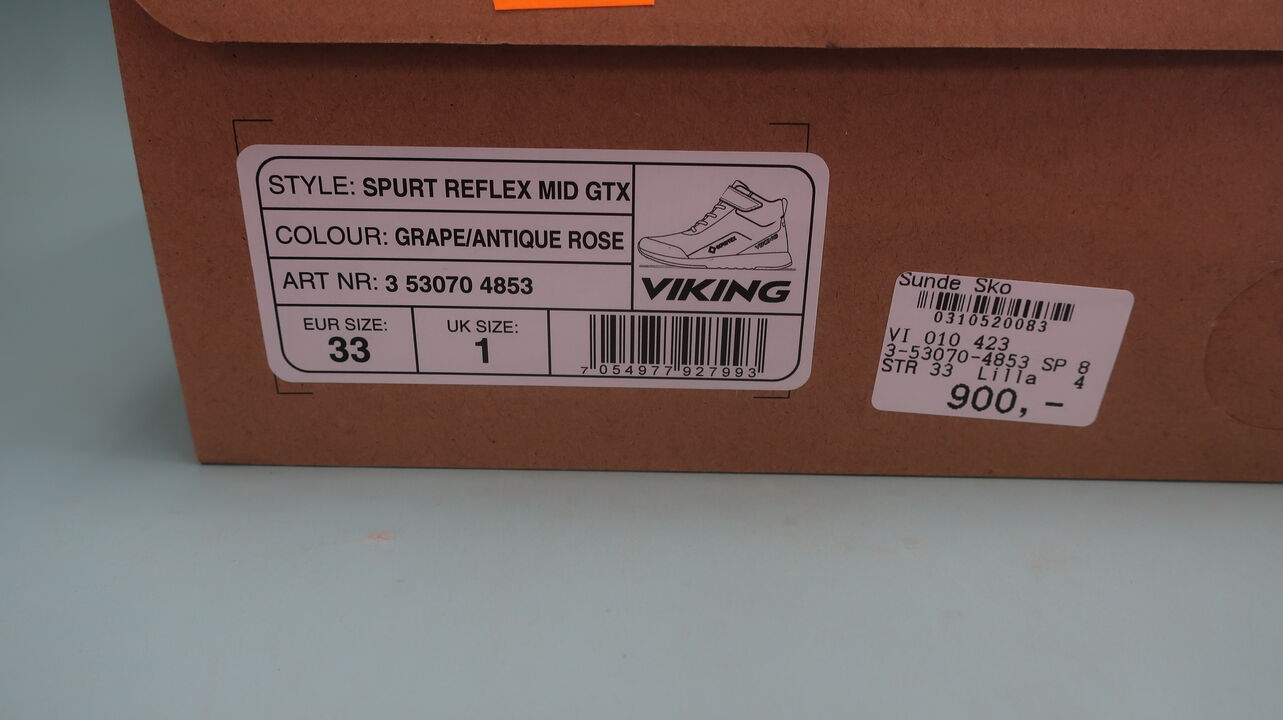 STYLE: SPURT REFLEX MID GTX
COLOUR: GRAPE/ANTIQUE ROSE
ART NR: 3 53070 4853
EUR SIZE:
33
UK SIZE:
1
GORETEX
VIKING
VIKING
7 054977 927993
Sunde Sko
0310520083
VI 010 423
3-53070-4853 SP 8
STR 33 Lilla 4
900,-